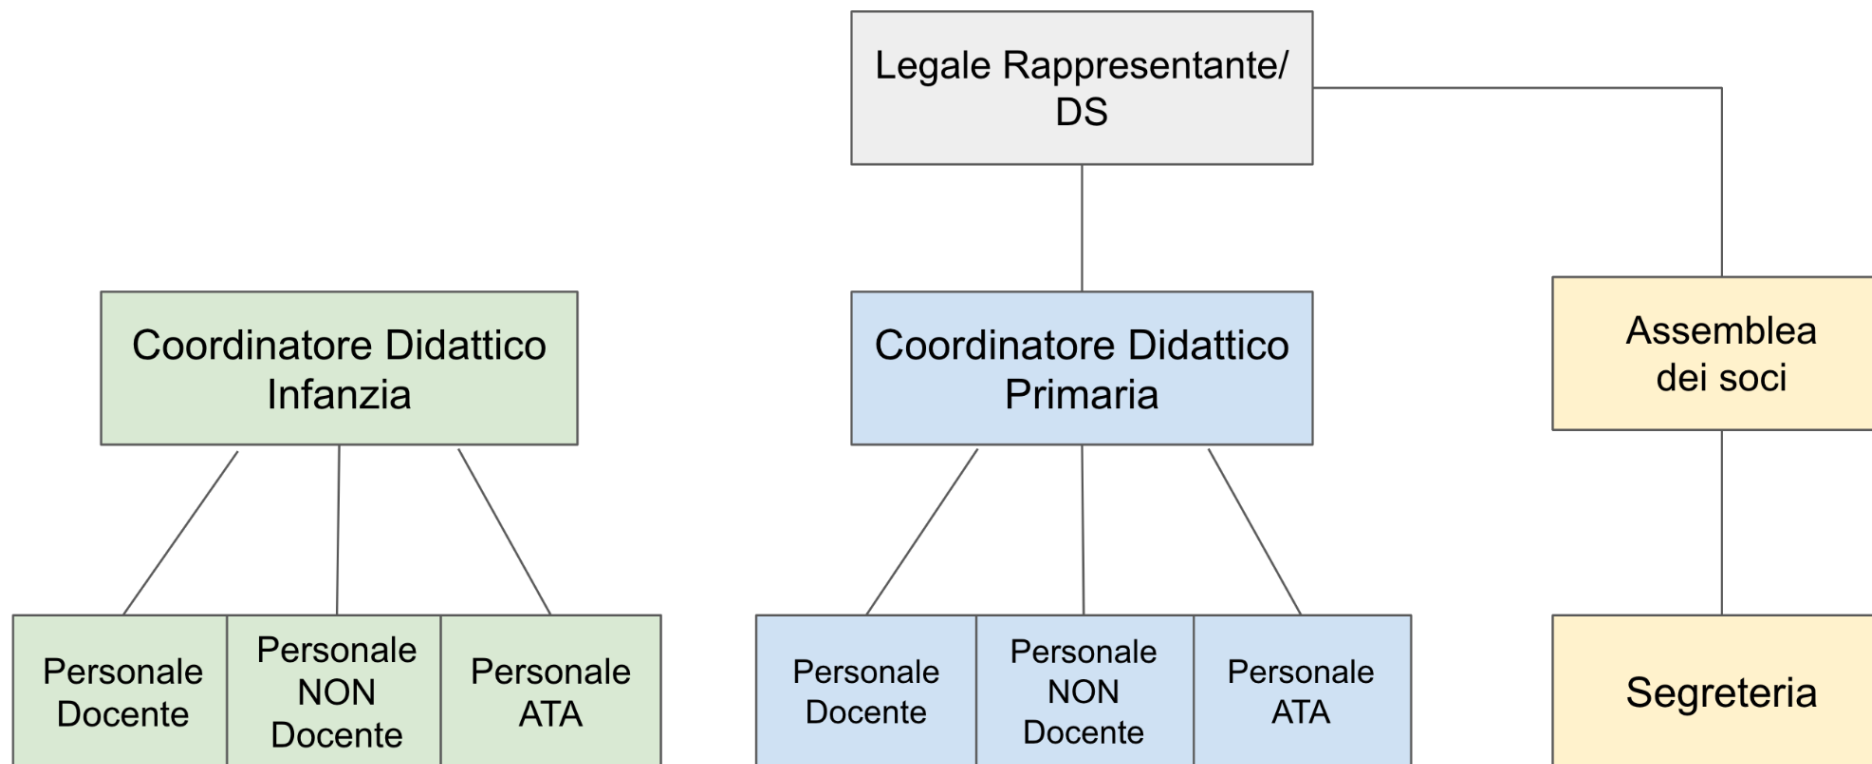 Legale Rappresentante/
DS
Coordinatore Didattico
Infanzia
Coordinatore Didattico
Primaria
Assemblea
dei soci
Personale
Docente
Personale
NON
Docente
Personale
ATA
Personale
Docente
Personale
NON
Docente
Personale
ATA
Segreteria